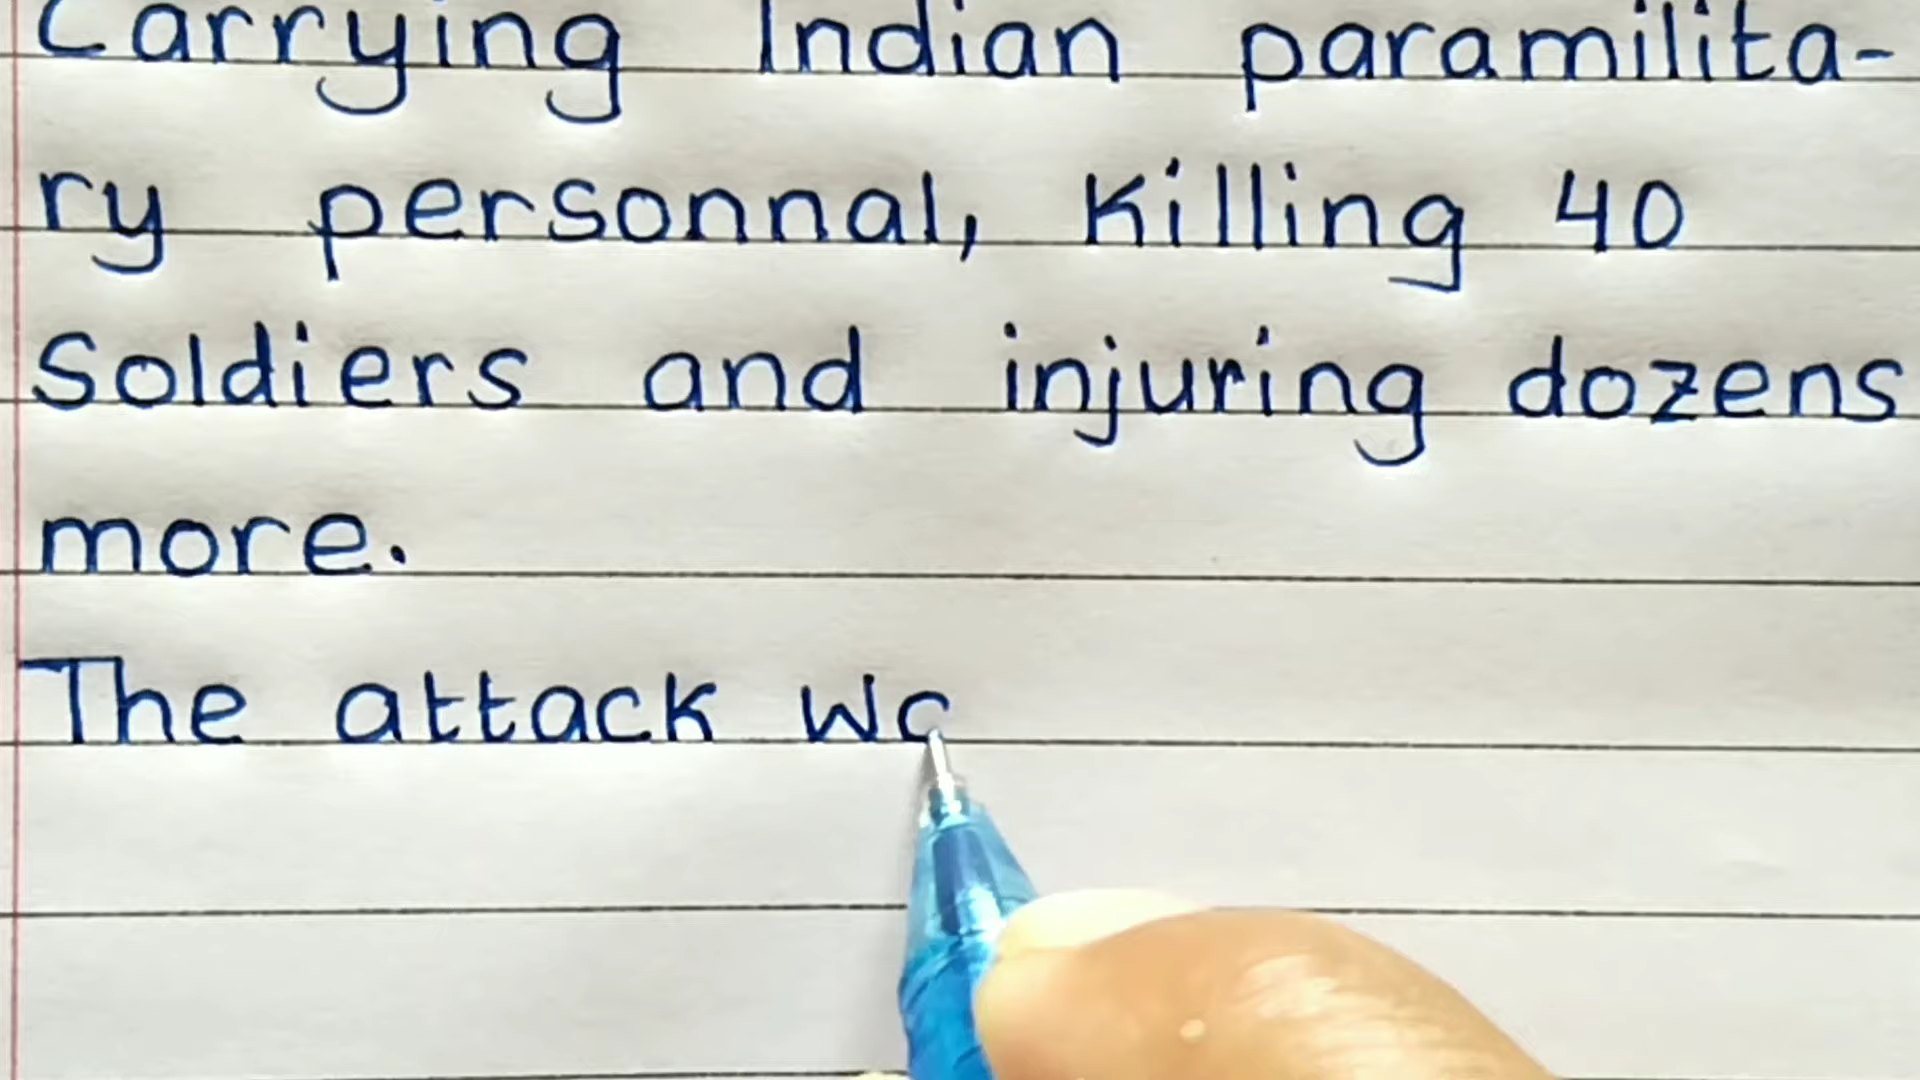 Carrying Indian paramilita-
ry personnal, Killing 40
Soldiers and injuring dozens
more.
The attack